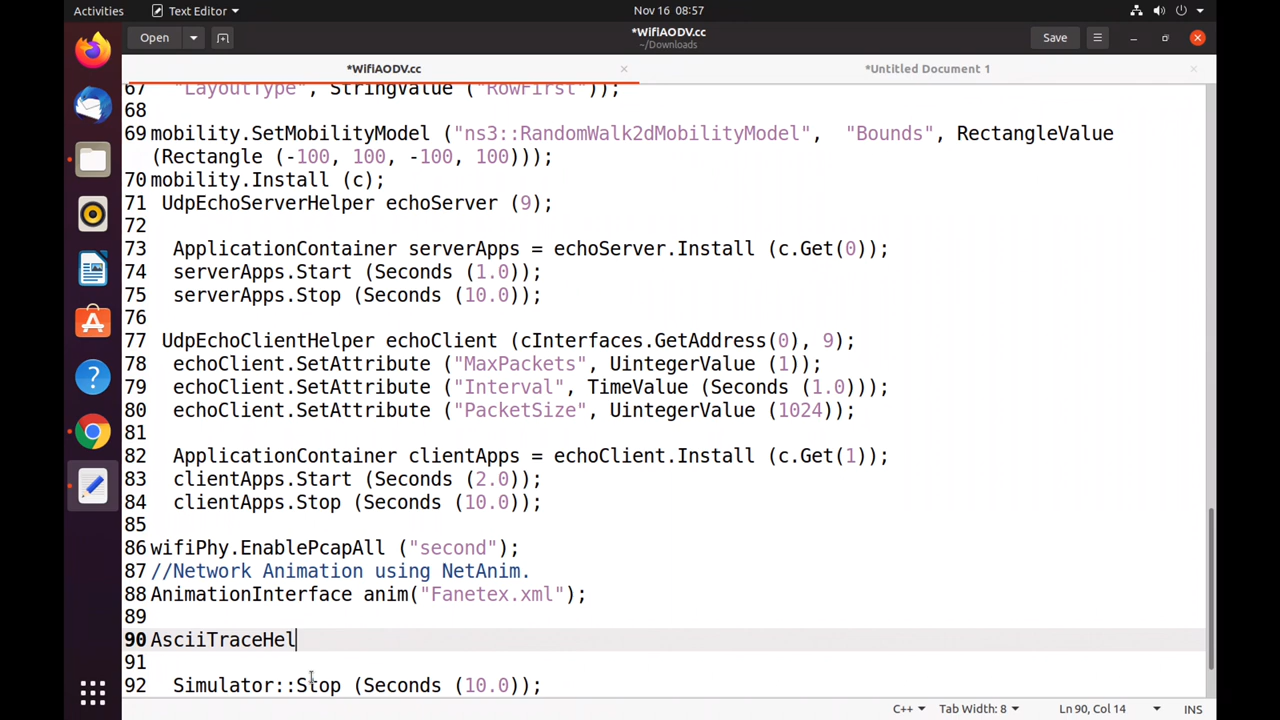 Activities
Text Editor
Nov 16 08:57
Open
*WifiAODV.cc
~/Downloads
Save
*WifiAODV.cc
*Untitled Document 1
67 "LayoutType", StringValue ("RowFirst"));
68
69 mobility.SetMobilityModel ("ns3::RandomWalk2dMobilityModel", "Bounds", RectangleValue
(Rectangle (-100, 100, -100, 100)));
70 mobility.Install (c);
71 UdpEchoServerHelper echoServer (9);
72
73 ApplicationContainer serverApps = echoServer.Install (c.Get(0));
74 serverApps.Start (Seconds (1.0));
75 serverApps.Stop (Seconds (10.0));
76
77 UdpEchoClientHelper echoClient (cInterfaces.GetAddress(0), 9);
78 echoClient.SetAttribute ("MaxPackets", UintegerValue (1));
79 echoClient.SetAttribute ("Interval", TimeValue (Seconds (1.0)));
80 echoClient.SetAttribute ("PacketSize", UintegerValue (1024));
81
82 ApplicationContainer clientApps = echoClient.Install (c.Get(1));
83 clientApps.Start (Seconds (2.0));
84 clientApps.Stop (Seconds (10.0));
85
86 wifiPhy.EnablePcapAll ("second");
87 //Network Animation using NetAnim.
88 AnimationInterface anim("Fanetex.xml");
89
90 AsciiTraceHel
91
92 Simulator::Stop (Seconds (10.0));
C++
Tab Width: 8
Ln 90, Col 14
INS